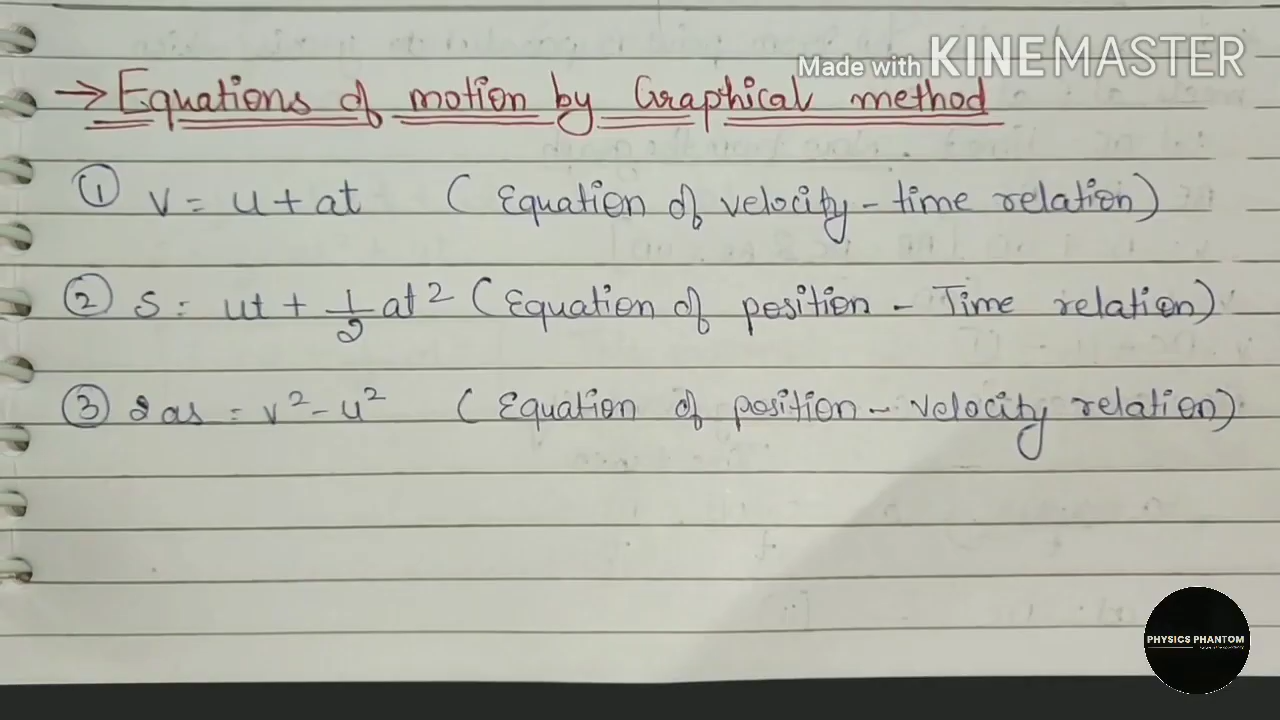 Made with KINEMASTER
→ Equations of motion by Graphical method
① v = u + at ( Equation of velocity - time relation )
② s = ut + 1/2 at² ( Equation of position - Time relation )
③ 2as = v² - u² ( Equation of position - velocity relation )
PHYSICS PHANTOM